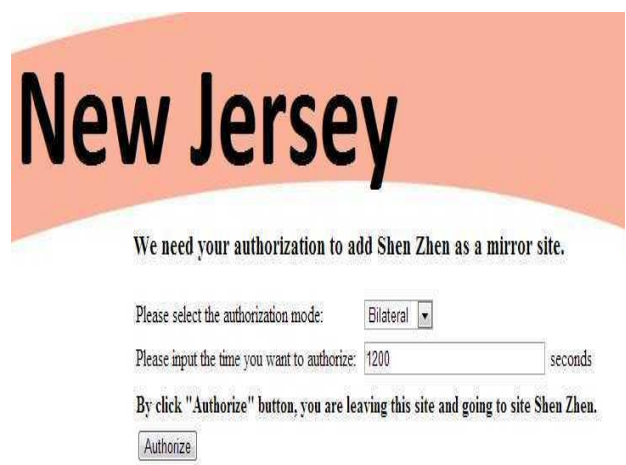 New Jersey
We need your authorization to add Shen Zhen as a mirror site.
Please select the authorization mode: Bilateral
Please input the time you want to authorize: 1200 seconds
By click "Authorize" button, you are leaving this site and going to site Shen Zhen.
Authorize